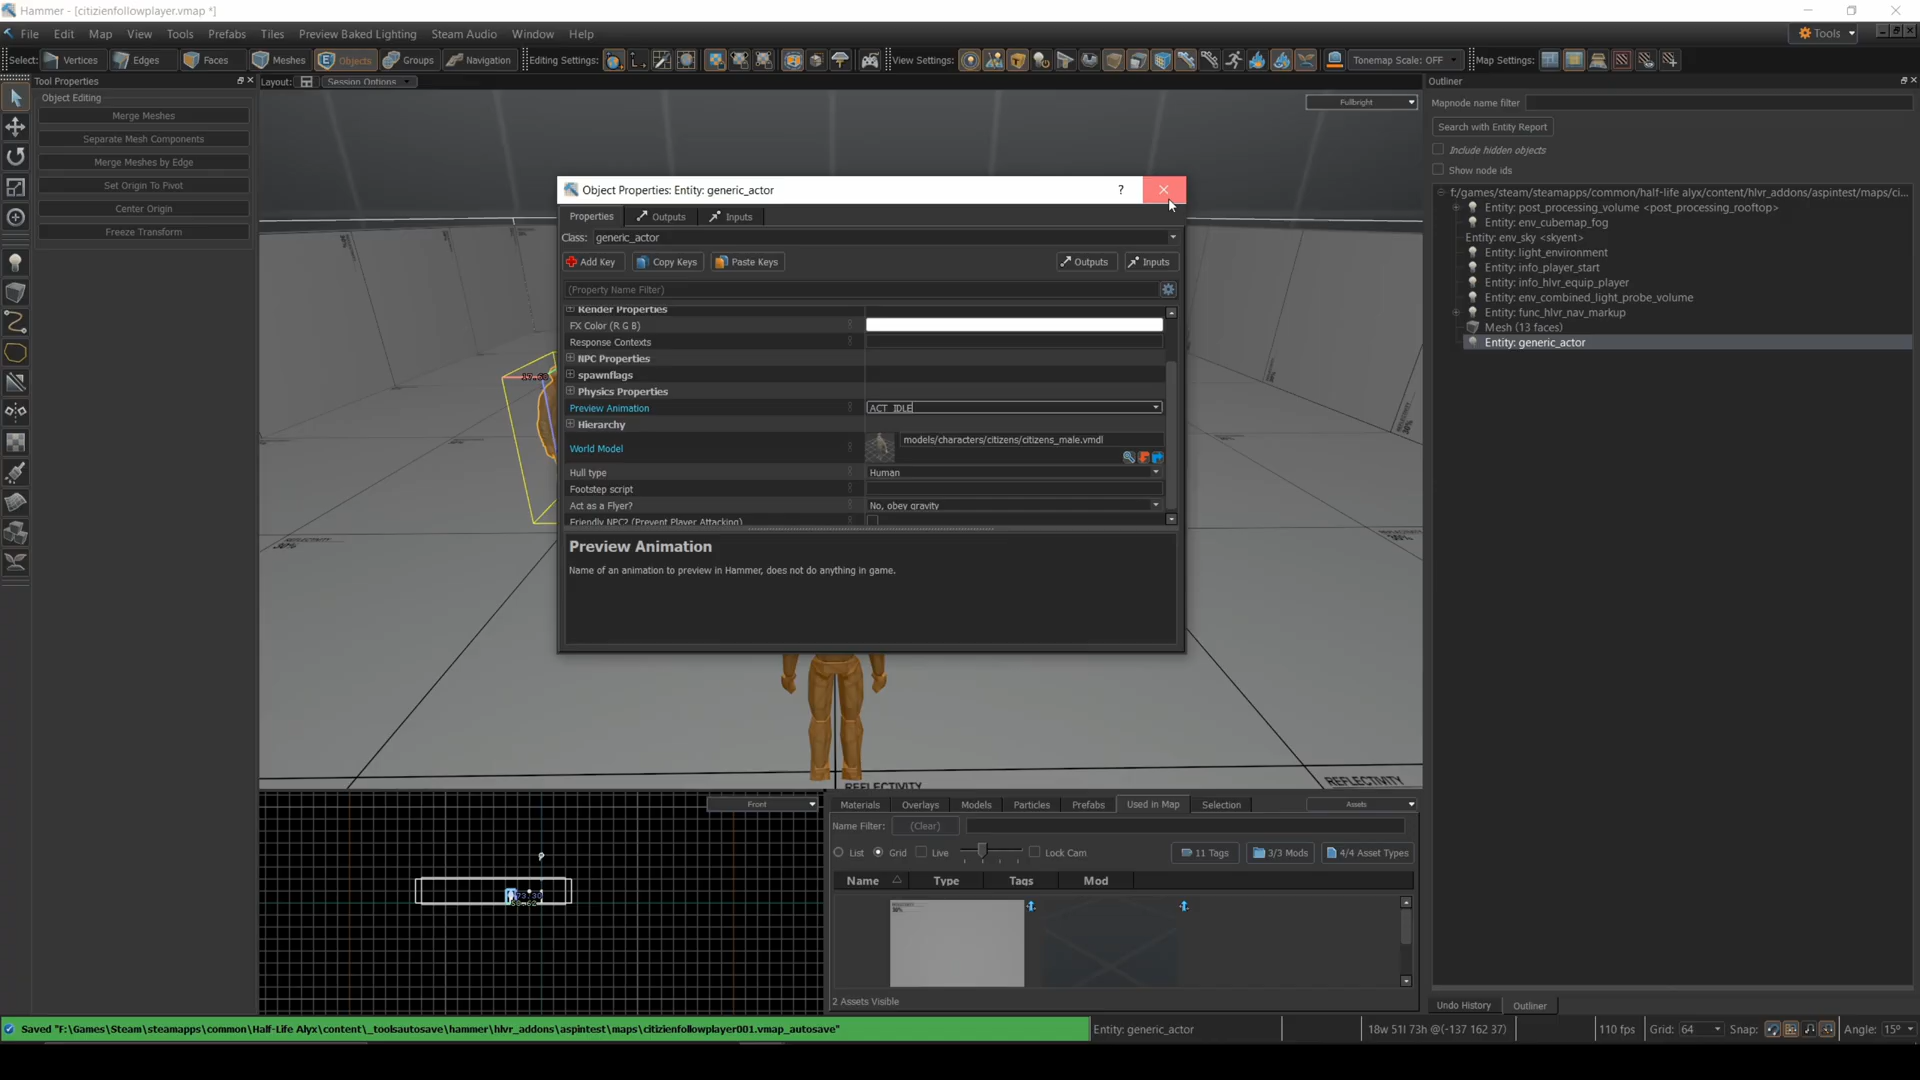 Hammer - [citizienfollowplayer.vmap *]
File Edit Map View Tools Prefabs Tiles Preview Baked Lighting Steam Audio Window Help
Tools
Select: Vertices Edges Faces Meshes Objects Groups Navigation Editing Settings: View Settings: Tonemap Scale: OFF Map Settings:
Tool Properties
Layout: Session Options
Outliner
Object Editing
Merge Meshes
Separate Mesh Components
Merge Meshes by Edge
Set Origin To Pivot
Center Origin
Freeze Transform
Fullbright
Object Properties: Entity: generic_actor
?
Properties Outputs Inputs
Class: generic_actor
Add Key Copy Keys Paste Keys Outputs Inputs
(Property Name Filter)
Render Properties
FX Color (R G B)
Response Contexts
NPC Properties
spawnflags
Physics Properties
Preview Animation ACT_IDLE
Hierarchy
World Model models/characters/citizens/citizens_male.vmdl
Hull type Human
Footstep script
Act as a Flyer? No, obey gravity
Friendly NPC? (Prevent Player Attacking)
Preview Animation
Name of an animation to preview in Hammer, does not do anything in game.
REFLECTIVITY
REFLECTIVITY
Mapnode name filter
Search with Entity Report
Include hidden objects
Show node ids
f:/games/steam/steamapps/common/half-life alyx/content/hlvr_addons/aspintest/maps/ci...
Entity: post_processing_volume <post_processing_rooftop>
Entity: env_cubemap_fog
Entity: env_sky <skyent>
Entity: light_environment
Entity: info_player_start
Entity: info_hlvr_equip_player
Entity: env_combined_light_probe_volume
Entity: func_hlvr_nav_markup
Mesh (13 faces)
Entity: generic_actor
Front
Materials Overlays Models Particles Prefabs Used in Map Selection Assets
Name Filter: (Clear)
List Grid Live Lock Cam 11 Tags 3/3 Mods 4/4 Asset Types
Name Type Tags Mod
2 Assets Visible
Undo History Outliner
Saved "F:\Games\Steam\steamapps\common\Half-Life Alyx\content\_toolsautosave\hammer\hlvr_addons\aspintest\maps\citizienfollowplayer001.vmap_autosave"
Entity: generic_actor
18w 51l 73h @(-137 162 37)
110 fps
Grid: 64
Snap:
Angle: 15°